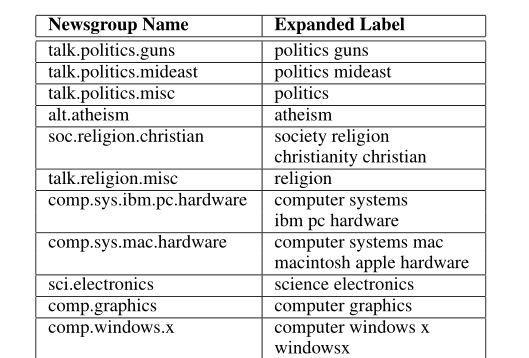 Newsgroup Name Expanded Label
talk.politics.guns politics guns
talk.politics.mideast politics mideast
talk.politics.misc politics
alt.atheism atheism
soc.religion.christian society religion
christianity christian
talk.religion.misc religion
comp.sys.ibm.pc.hardware computer systems
ibm pc hardware
comp.sys.mac.hardware computer systems mac
macintosh apple hardware
sci.electronics science electronics
comp.graphics computer graphics
comp.windows.x computer windows x
windowsx